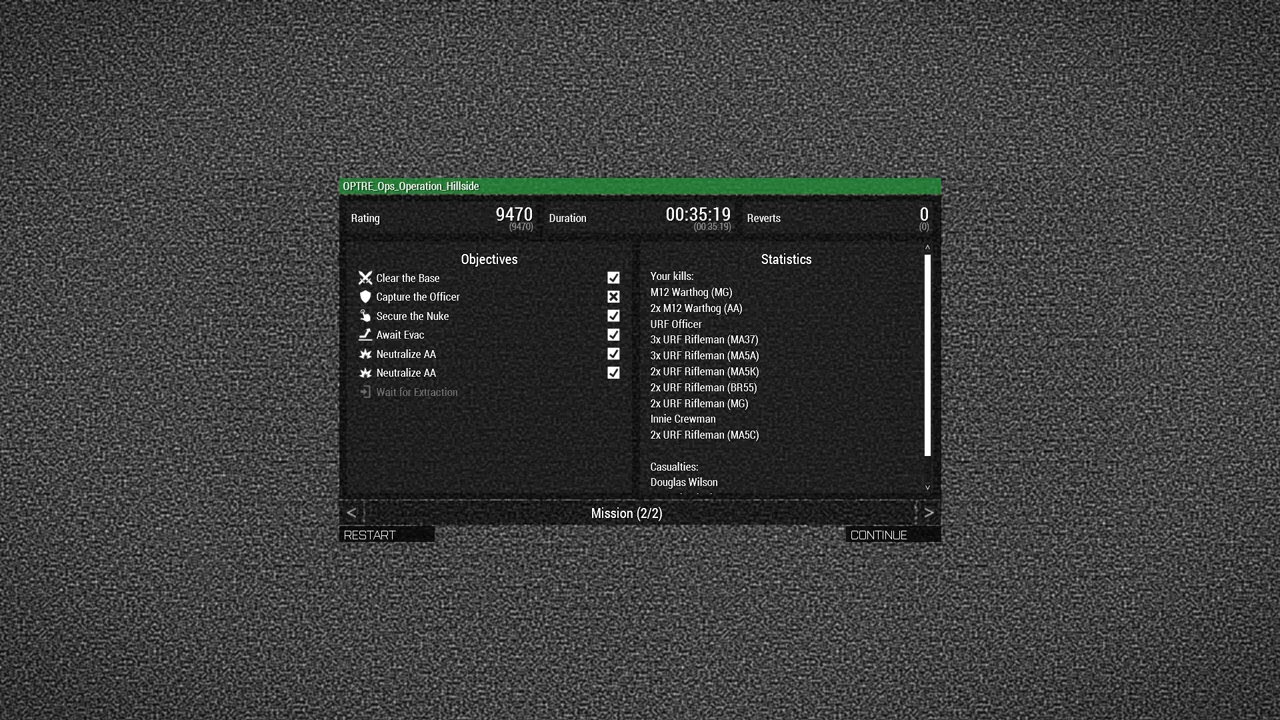 OPTRE_Ops_Operation_Hillside
Rating 9470 (9470) Duration 00:35:19 (00:35:19) Reverts 0 (0)
Objectives
Clear the Base
Capture the Officer
Secure the Nuke
Await Evac
Neutralize AA
Neutralize AA
Wait for Extraction
Statistics
Your kills:
M12 Warthog (MG)
2x M12 Warthog (AA)
URF Officer
3x URF Rifleman (MA37)
3x URF Rifleman (MA5A)
2x URF Rifleman (MA5K)
2x URF Rifleman (BR55)
2x URF Rifleman (MG)
Innie Crewman
2x URF Rifleman (MA5C)
Casualties:
Douglas Wilson
< Mission (2/2) >
RESTART CONTINUE